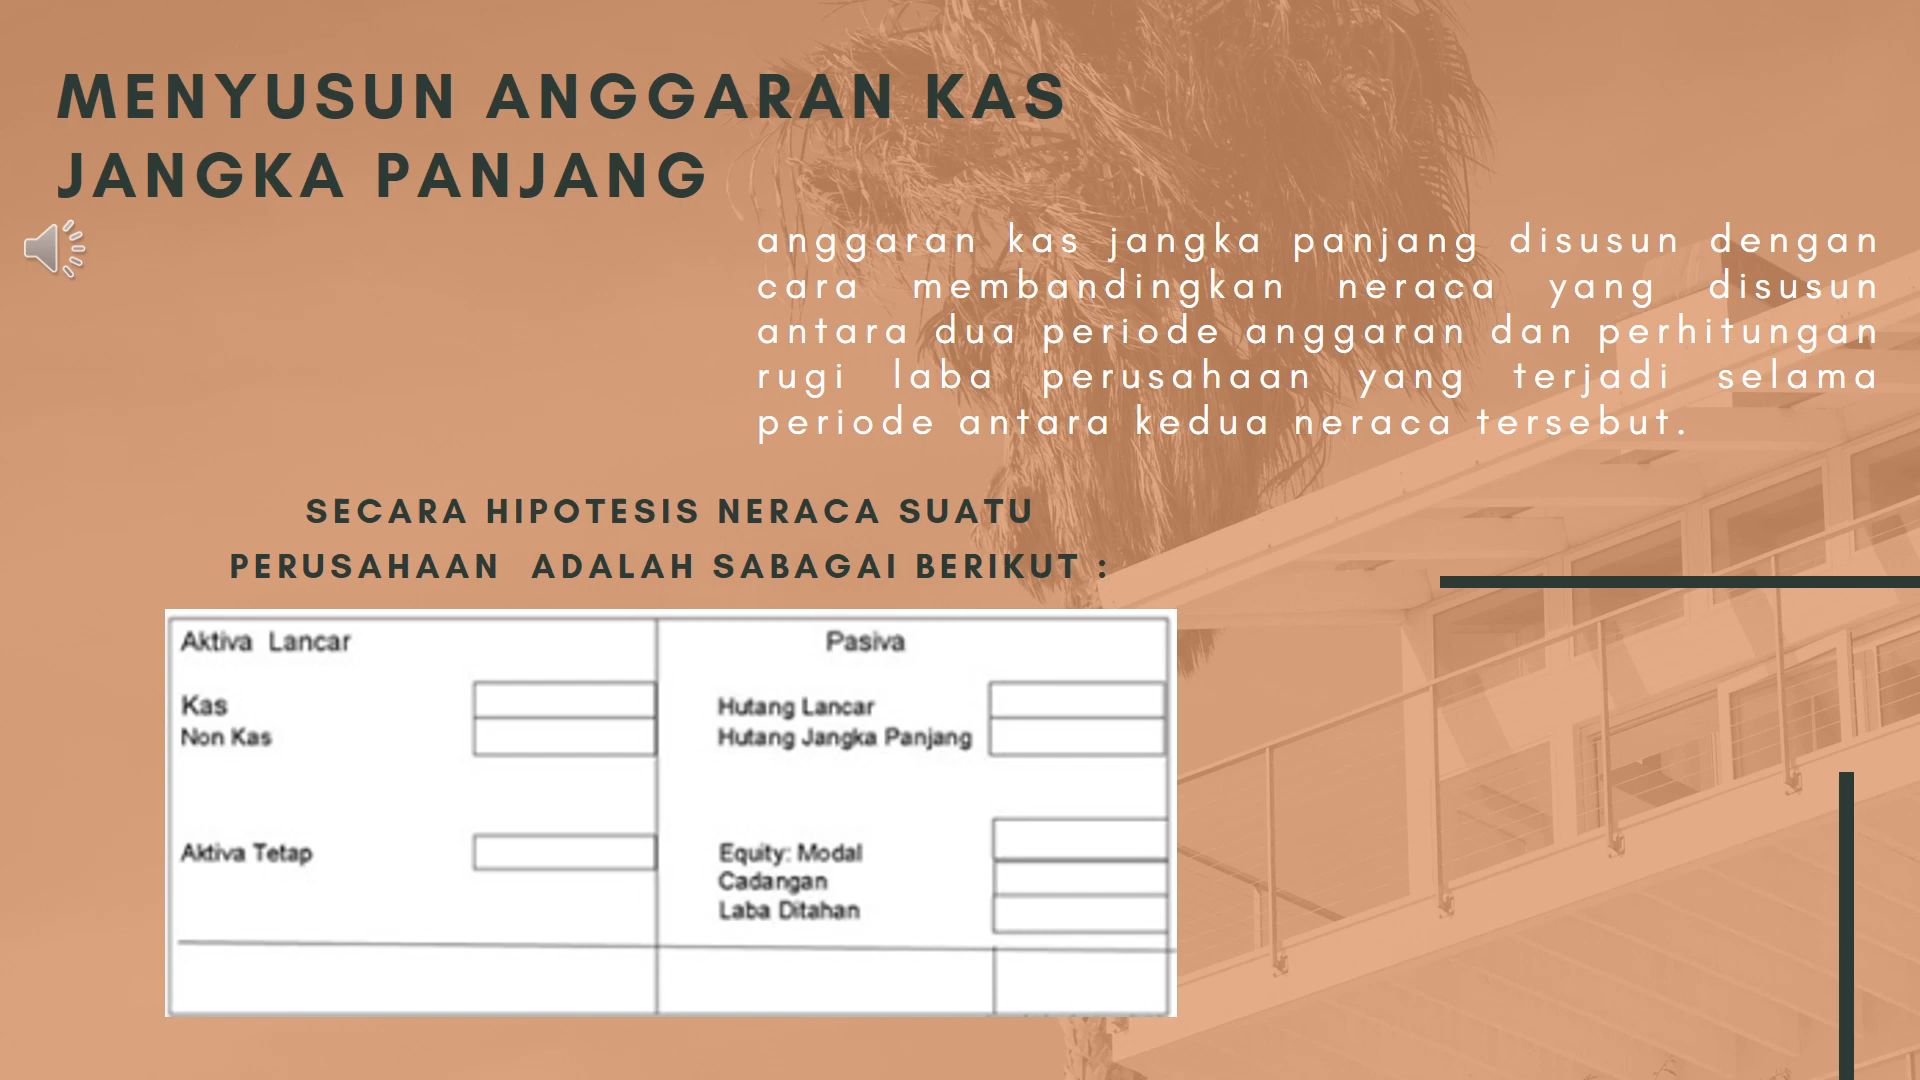 MENYUSUN ANGGARAN KAS
JANGKA PANJANG
anggaran kas jangka panjang disusun dengan
cara membandingkan neraca yang disusun
antara dua periode anggaran dan perhitungan
rugi laba perusahaan yang terjadi selama
periode antara kedua neraca tersebut.
SECARA HIPOTESIS NERACA SUATU
PERUSAHAAN ADALAH SABAGAI BERIKUT :
Aktiva Lancar
Pasiva
Kas
Hutang Lancar
Non Kas
Hutang Jangka Panjang
Aktiva Tetap
Equity: Modal
Cadangan
Laba Ditahan